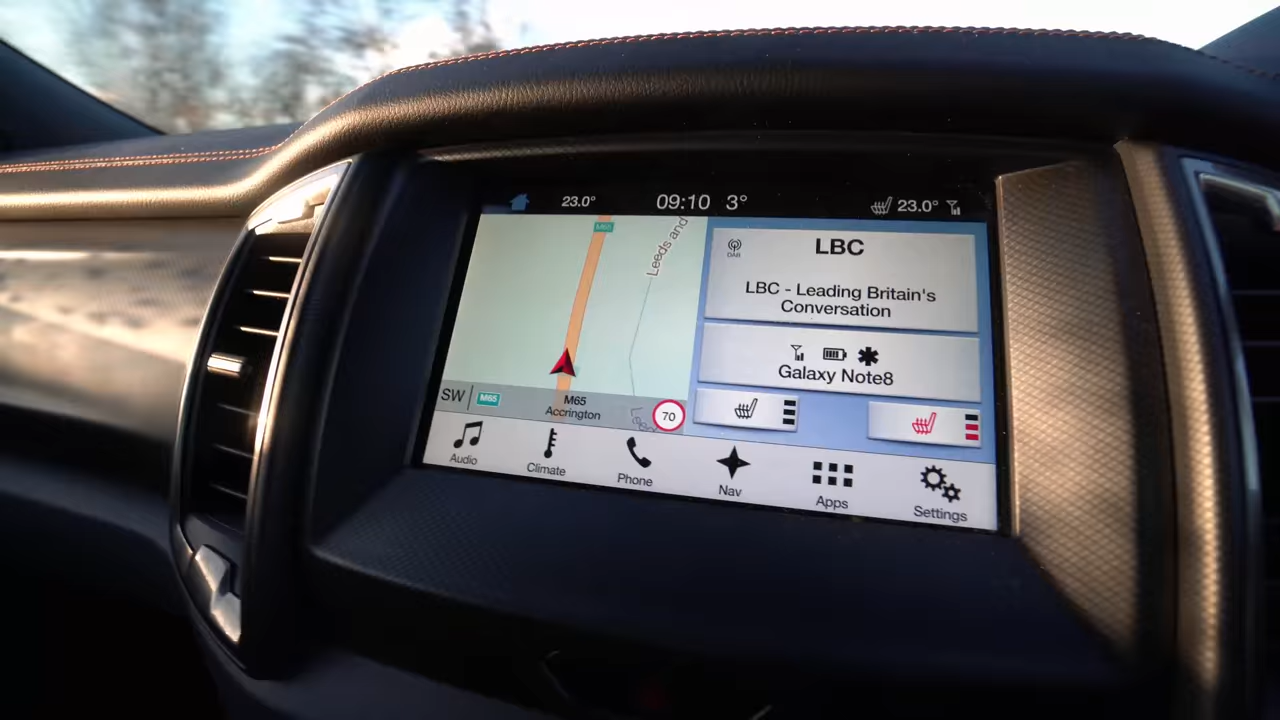 23.0°
09:10 3°
23.0°
M65
Leeds and
DAB
LBC
LBC - Leading Britain's
Conversation
Galaxy Note8
SW
M65
M65
Accrington
70
Audio
Climate
Phone
Nav
Apps
Settings